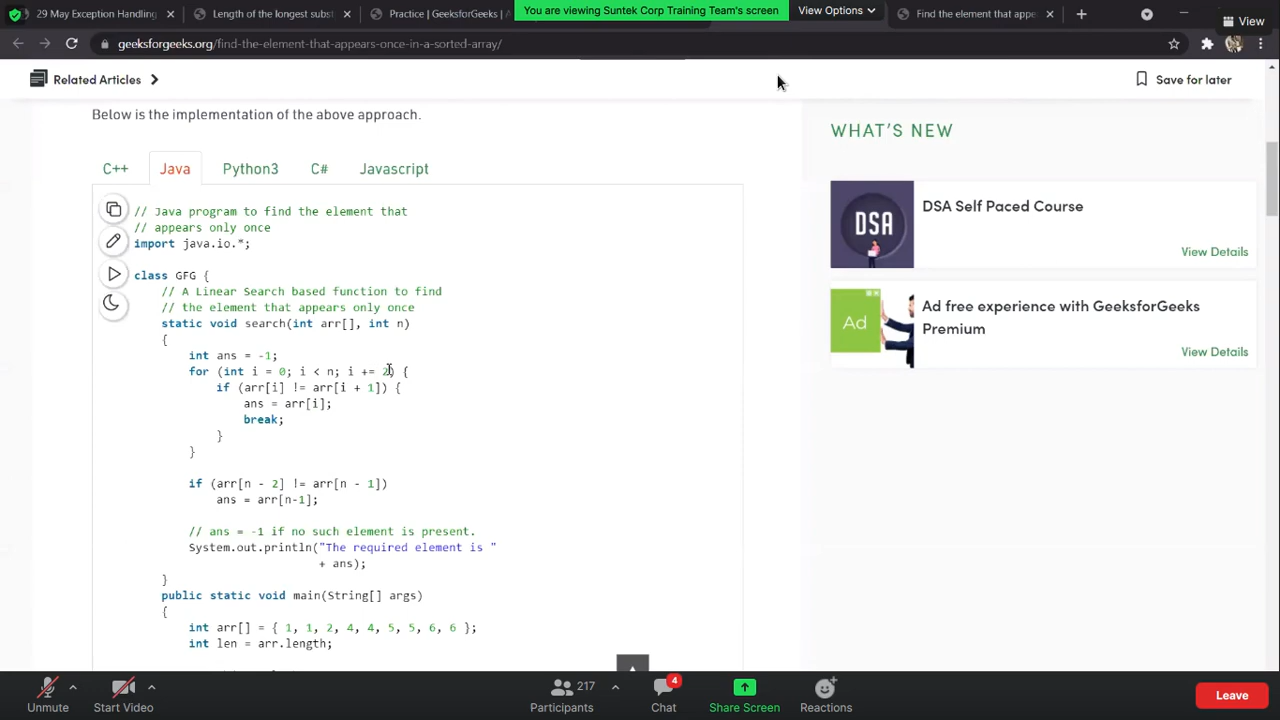 29 May Exception Handling
Length of the longest subst
Practice | GeeksforGeeks | A
You are viewing Suntek Corp Training Team's screen
View Options
Find the element that appe
View
geeksforgeeks.org/find-the-element-that-appears-once-in-a-sorted-array/
Related Articles
Save for later
Below is the implementation of the above approach.
WHAT'S NEW
C++ Java Python3 C# Javascript
// Java program to find the element that
// appears only once
import java.io.*;
class GFG {
// A Linear Search based function to find
// the element that appears only once
static void search(int arr[], int n)
{
int ans = -1;
for (int i = 0; i < n; i += 2) {
if (arr[i] != arr[i + 1]) {
ans = arr[i];
break;
}
}
if (arr[n - 2] != arr[n - 1])
ans = arr[n-1];
// ans = -1 if no such element is present.
System.out.println("The required element is "
+ ans);
}
public static void main(String[] args)
{
int arr[] = { 1, 1, 2, 4, 4, 5, 5, 6, 6 };
int len = arr.length;
DSA
DSA Self Paced Course
View Details
Ad
Ad free experience with GeeksforGeeks
Premium
View Details
Unmute
Start Video
217
Participants
4
Chat
Share Screen
Reactions
Leave